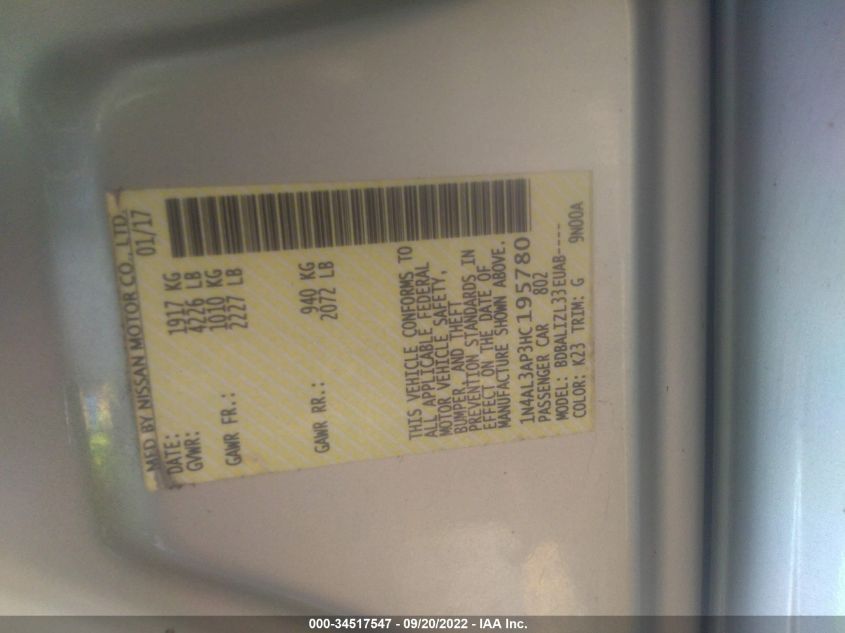 MFD BY NISSAN MOTOR CO., LTD.
DATE: 01/17
GVWR: 1917 KG
4226 LB
GAWR FR.: 1010 KG
2227 LB
GAWR RR.: 940 KG
2072 LB
THIS VEHICLE CONFORMS TO
ALL APPLICABLE FEDERAL
MOTOR VEHICLE SAFETY,
BUMPER, AND THEFT
PREVENTION STANDARDS IN
EFFECT ON THE DATE OF
MANUFACTURE SHOWN ABOVE.
1N4AL3AP3HC195780
PASSENGER CAR 802
MODEL: BDBALIZL33EUAB----
COLOR: K23 TRIM: G 9N00A
000-34517547 - 09/20/2022 - IAA Inc.